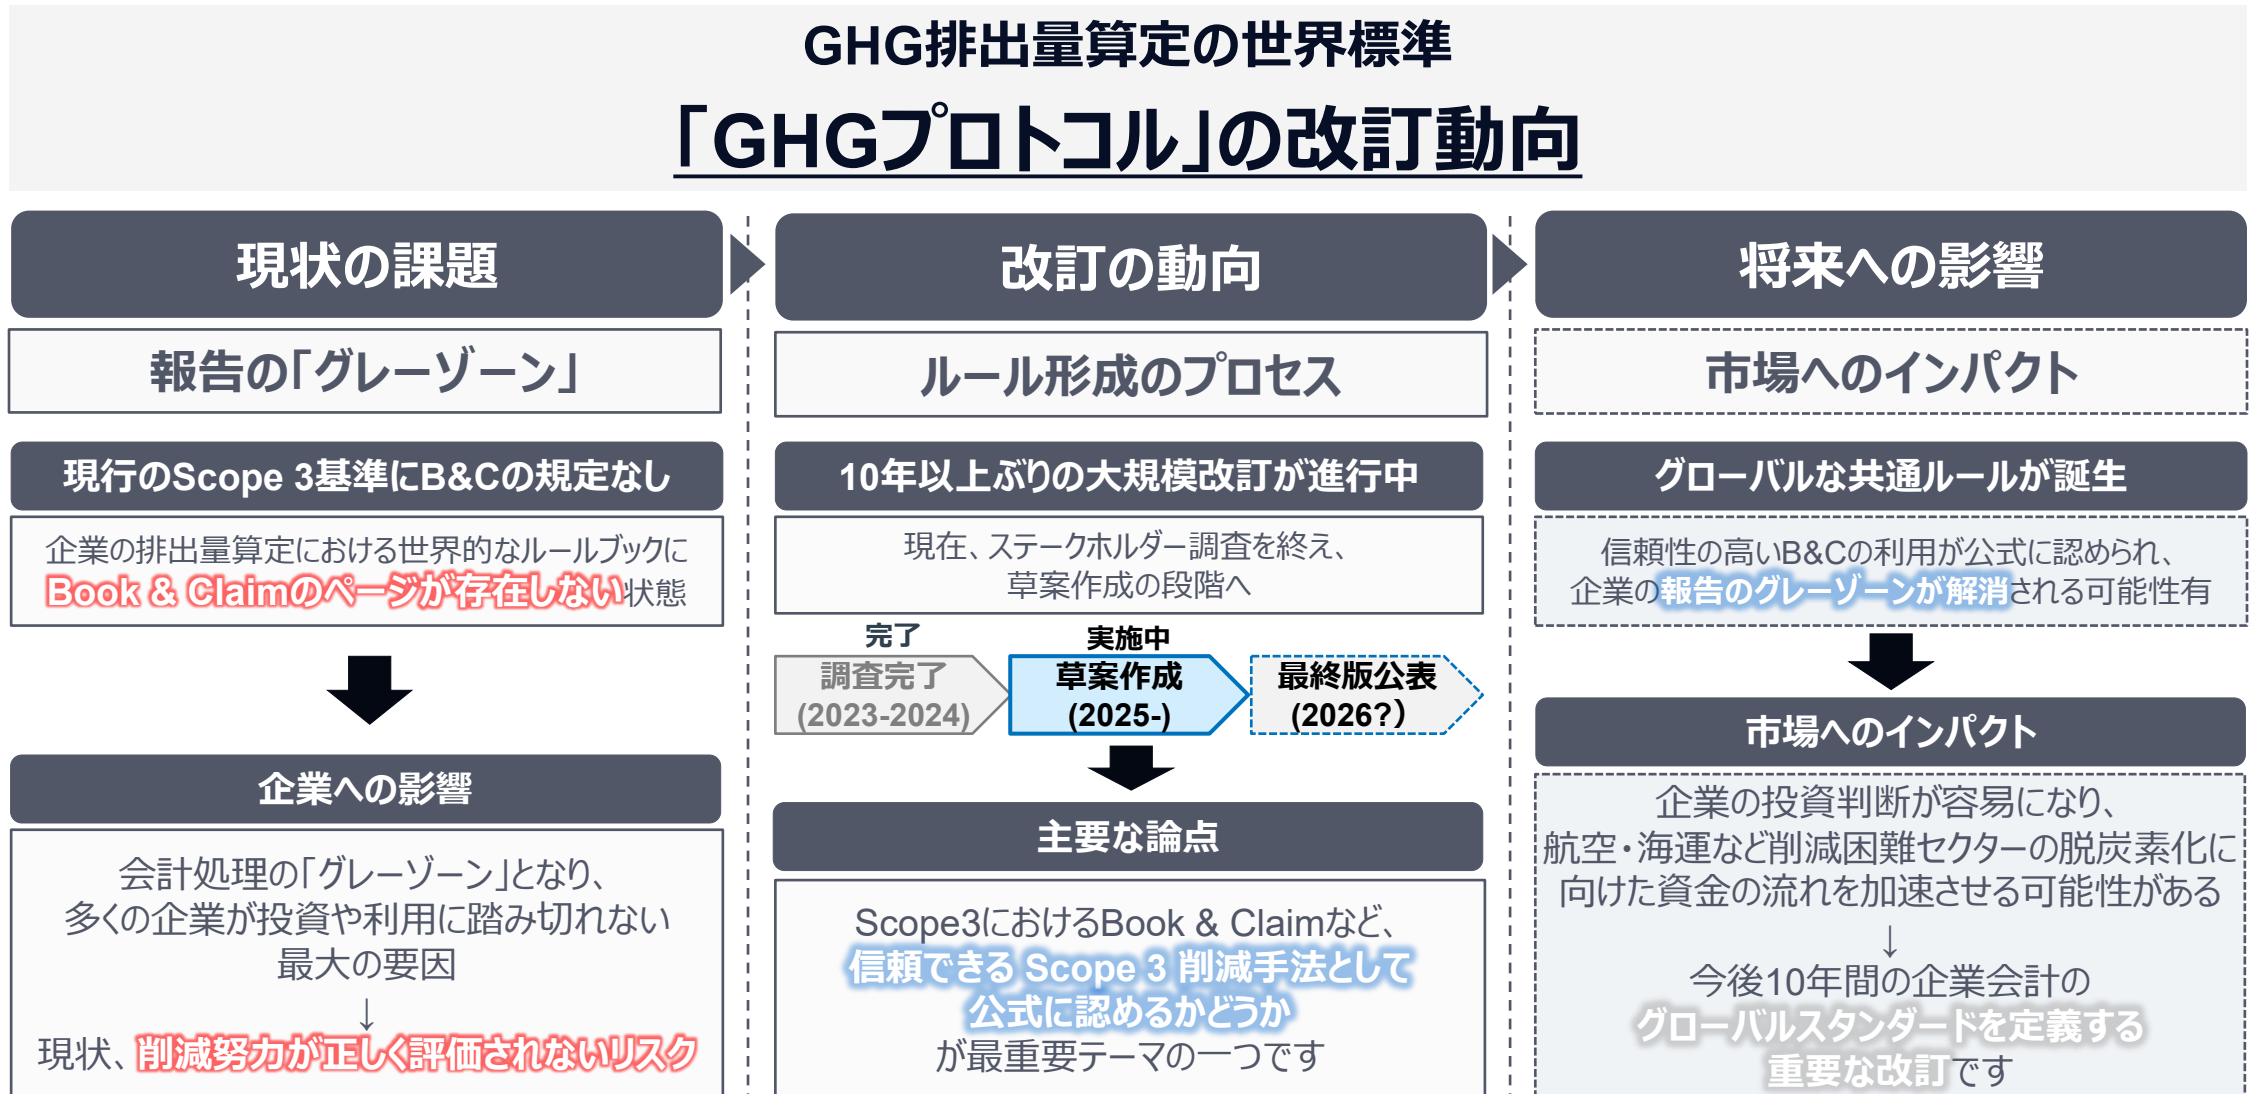 GHG排出量算定の世界標準
「GHGプロトコル」の改訂動向
現状の課題
報告の「グレーゾーン」
現行のScope 3基準にB&Cの規定なし
企業の排出量算定における世界的なルールブックに
Book & Claimのページが存在しない状態
企業への影響
会計処理の「グレーゾーン」となり、
多くの企業が投資や利用に踏み切れない
最大の要因
↓
現状、削減努力が正しく評価されないリスク
改訂の動向
ルール形成のプロセス
10年以上ぶりの大規模改訂が進行中
現在、ステークホルダー調査を終え、
草案作成の段階へ
完了
調査完了
(2023-2024)
実施中
草案作成
(2025-)
最終版公表
(2026?）
主要な論点
Scope3におけるBook & Claimなど、
信頼できる Scope 3 削減手法として
公式に認めるかどうか
が最重要テーマの一つです
将来への影響
市場へのインパクト
グローバルな共通ルールが誕生
信頼性の高いB&Cの利用が公式に認められ、
企業の報告のグレーゾーンが解消される可能性有
市場へのインパクト
企業の投資判断が容易になり、
航空・海運など削減困難セクターの脱炭素化に
向けた資金の流れを加速させる可能性がある
↓
今後10年間の企業会計の
グローバルスタンダードを定義する
重要な改訂です